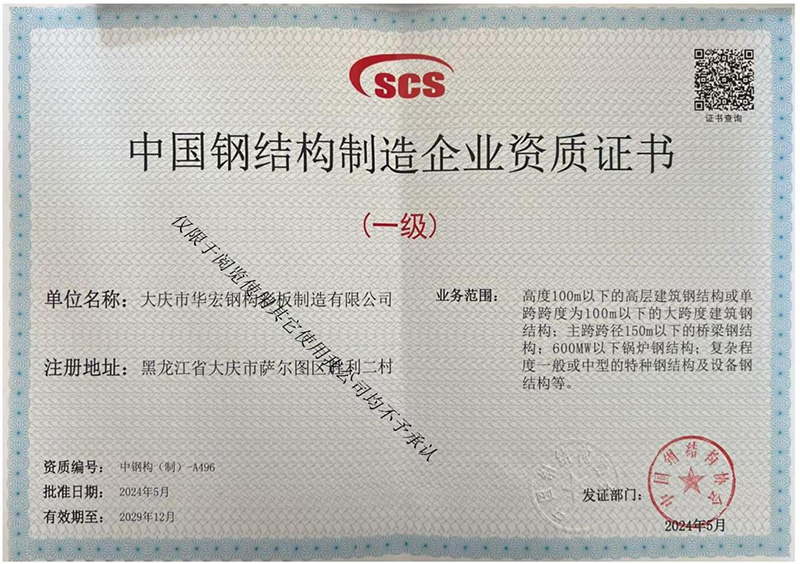 SCS
证书查询
中国钢结构制造企业资质证书
(一级)
单位名称：大庆市华宏钢构彩板制造有限公司
注册地址：黑龙江省大庆市萨尔图区胜利二村
业务范围：高度100m以下的高层建筑钢结构或单
跨跨度为100m以下的大跨度建筑钢
结构；主跨跨径150m以下的桥梁钢结
构；600MW以下锅炉钢结构；复杂程
度一般或中型的特种钢结构及设备钢
结构等。
仅限于阅览使用其它使用我公司均不予承认
资质编号：中钢构（制）-A496
批准日期：2024年5月
有效期至：2029年12月
发证部门：
中国钢结构协会
2024年5月